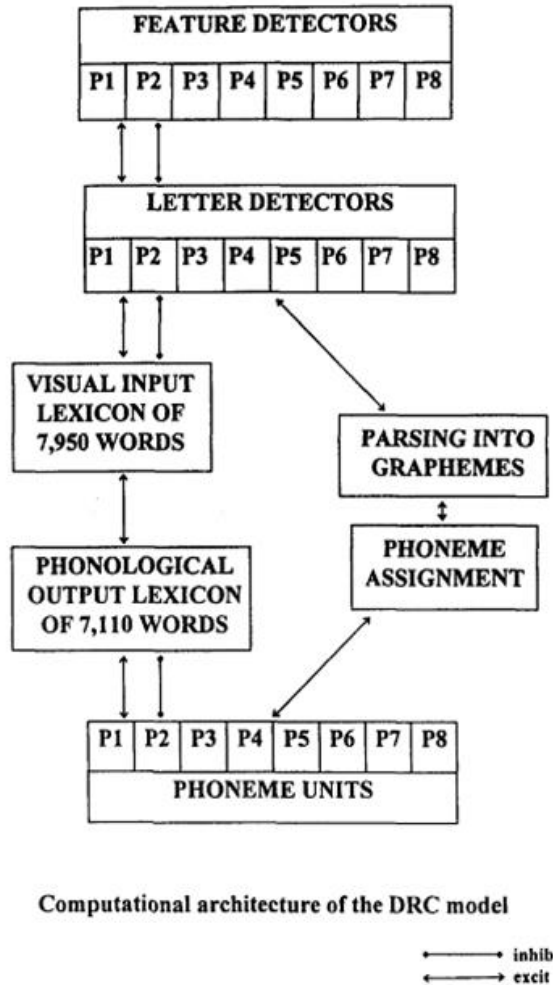 FEATURE DETECTORS
P1 P2 P3 P4 P5 P6 P7 P8
LETTER DETECTORS
P1 P2 P3 P4 P5 P6 P7 P8
VISUAL INPUT
LEXICON OF
7,950 WORDS
PARSING INTO
GRAPHEMES
PHONOLOGICAL
OUTPUT LEXICON
OF 7,110 WORDS
PHONEME
ASSIGNMENT
P1 P2 P3 P4 P5 P6 P7 P8
PHONEME UNITS
Computational architecture of the DRC model
inhib
excit